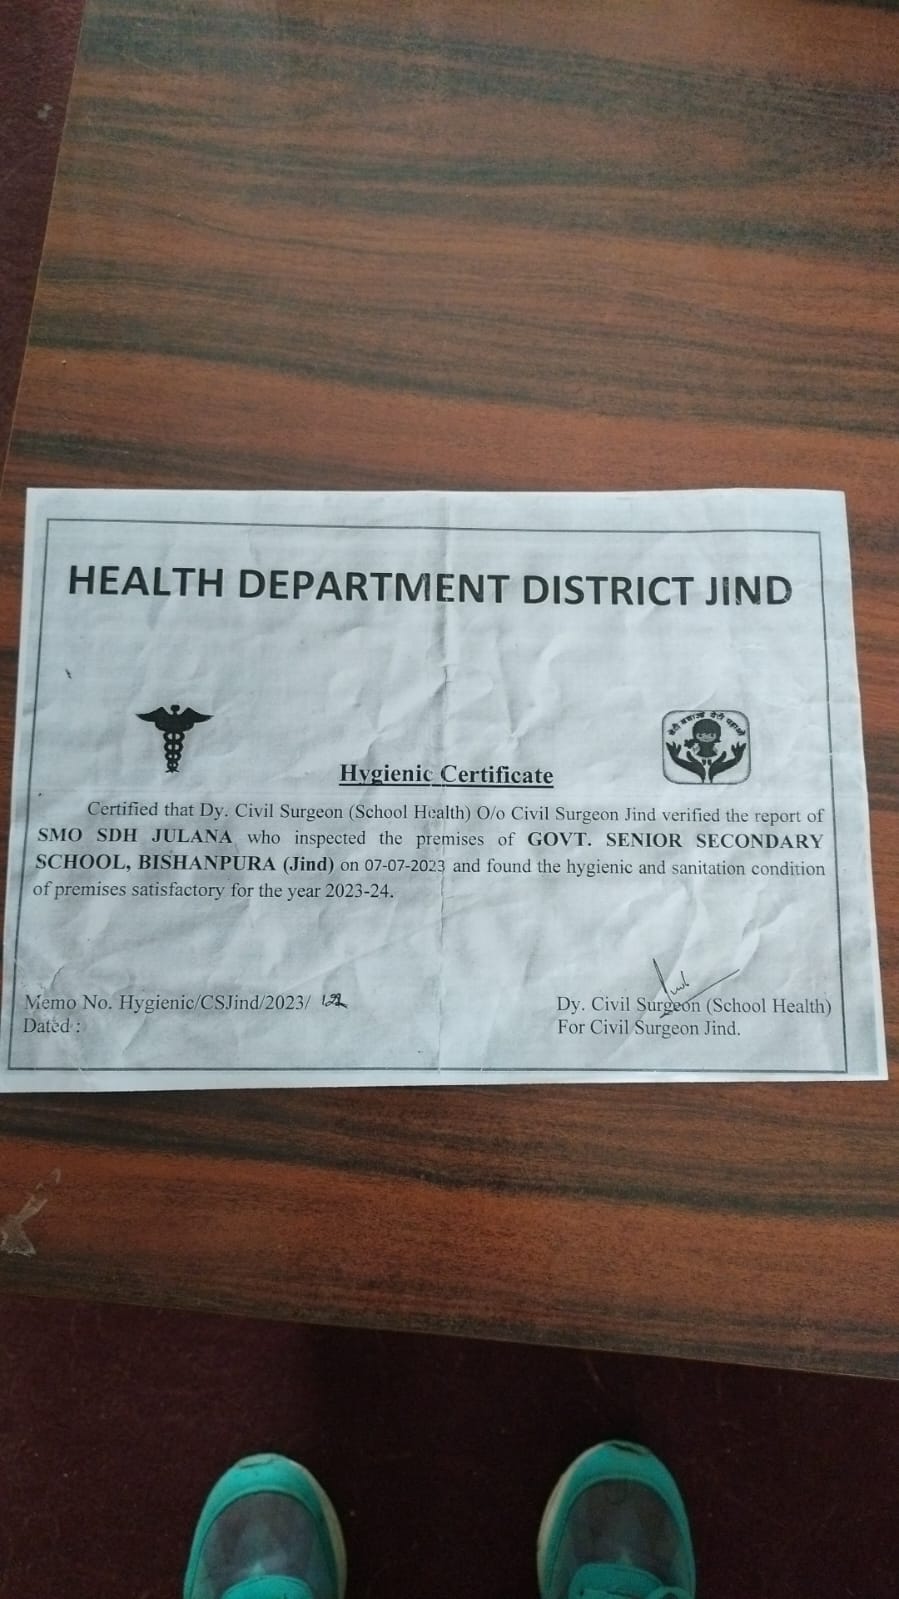 HEALTH DEPARTMENT DISTRICT JIND
बेटी बचाओ बेटी पढ़ाओ
Hygienic Certificate
Certified that Dy. Civil Surgeon (School Health) O/o Civil Surgeon Jind verified the report of
SMO SDH JULANA who inspected the premises of GOVT. SENIOR SECONDARY
SCHOOL, BISHANPURA (Jind) on 07-07-2023 and found the hygienic and sanitation condition
of premises satisfactory for the year 2023-24.
Memo No. Hygienic/CSJind/2023/
Dated :
Dy. Civil Surgeon (School Health)
For Civil Surgeon Jind.